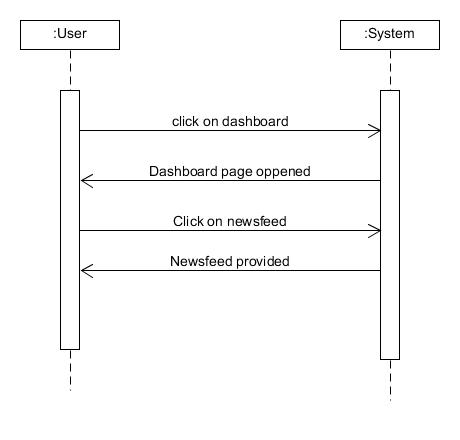 :User
:System
click on dashboard
Dashboard page oppened
Click on newsfeed
Newsfeed provided